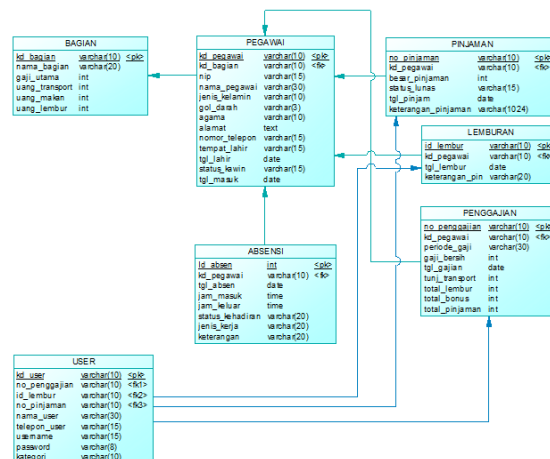 BAGIAN
kd_bagian varchar(10) <pk>
nama_bagian varchar(20)
gaji_utama int
uang_transport int
uang_makan int
uang_lembur int
PEGAWAI
kd_pegawai varchar(10) <pk>
kd_bagian varchar(10) <fk>
nip varchar(15)
nama_pegawai varchar(30)
jenis_kelamin varchar(10)
gol_darah varchar(3)
agama varchar(10)
alamat text
nomor_telepon varchar(15)
tempat_lahir varchar(15)
tgl_lahir date
status_kawin varchar(15)
tgl_masuk date
PINJAMAN
no_pinjaman varchar(10) <pk>
kd_pegawai varchar(10) <fk>
besar_pinjaman int
status_lunas varchar(15)
tgl_pinjam date
keterangan_pinjaman varchar(1024)
LEMBURAN
id_lembur varchar(10) <pk>
kd_pegawai varchar(10) <fk>
tgl_lembur date
keterangan_pin varchar(20)
PENGGAJIAN
no_penggajian varchar(10) <pk>
kd_pegawai varchar(10) <fk>
periode_gaji varchar(30)
gaji_bersih int
tgl_gajian date
tunj_transport int
total_lembur int
total_bonus int
total_pinjaman int
ABSENSI
id_absen int <pk>
kd_pegawai varchar(10) <fk>
tgl_absen date
jam_masuk time
jam_keluar time
status_kehadiran varchar(20)
jenis_kerja varchar(20)
keterangan varchar(20)
USER
kd_user varchar(10) <pk>
no_penggajian varchar(10) <fk1>
id_lembur varchar(10) <fk2>
no_pinjaman varchar(10) <fk3>
nama_user varchar(30)
telepon_user varchar(15)
username varchar(15)
password varchar(8)
kategori varchar(10)